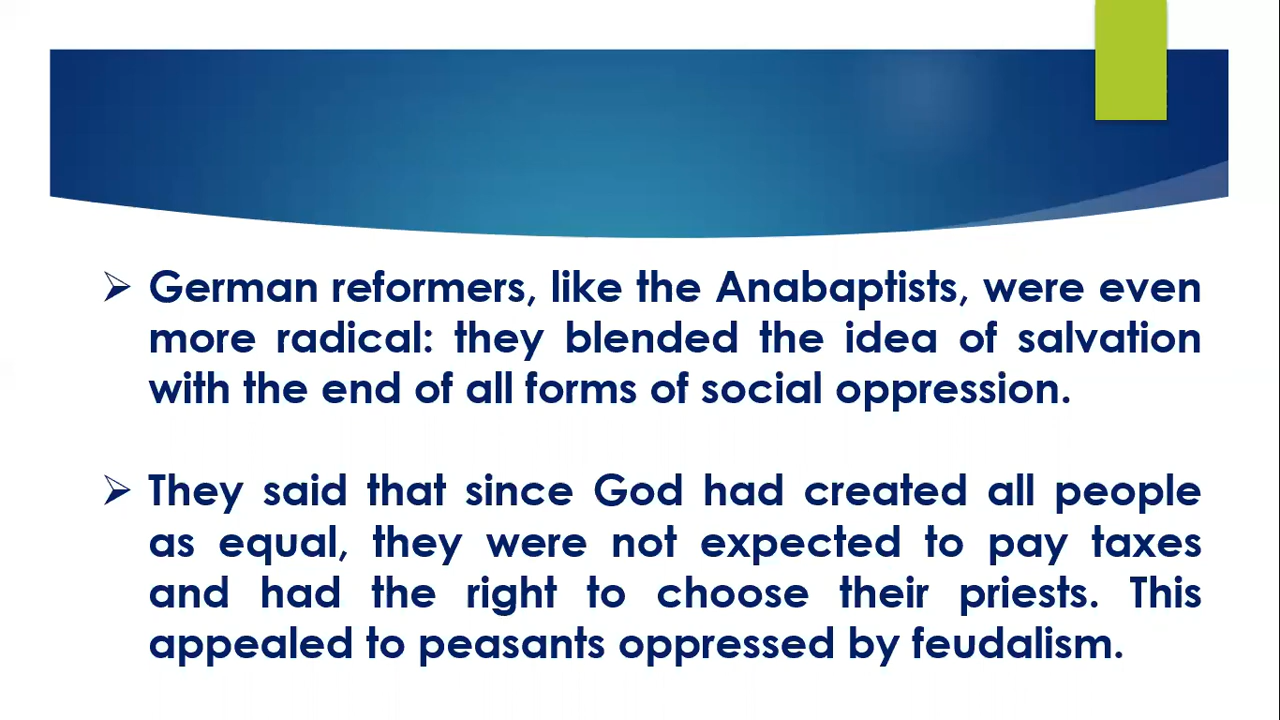 ➢ German reformers, like the Anabaptists, were even
more radical: they blended the idea of salvation
with the end of all forms of social oppression.
➢ They said that since God had created all people
as equal, they were not expected to pay taxes
and had the right to choose their priests. This
appealed to peasants oppressed by feudalism.